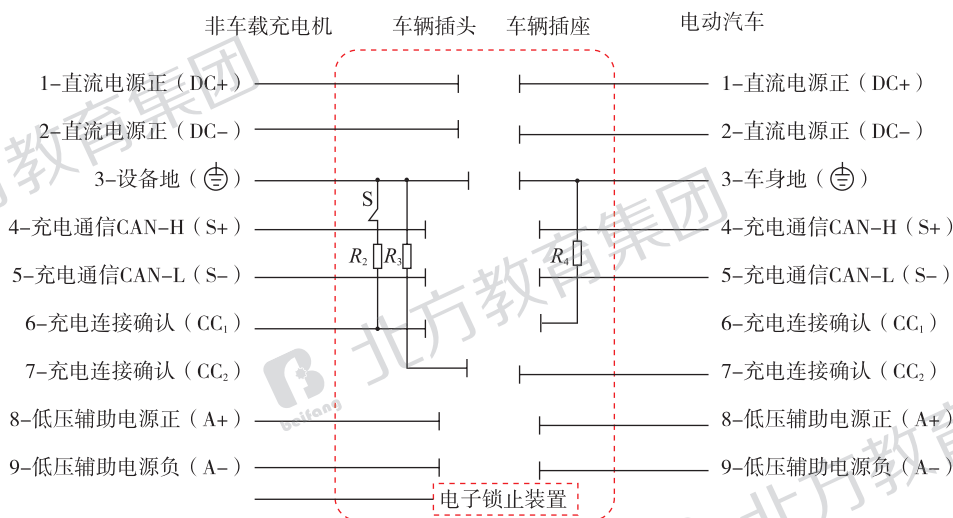 非车载充电机 车辆插头 车辆插座 电动汽车
1-直流电源正（DC+） 1-直流电源正（DC+）
2-直流电源正（DC-） 2-直流电源正（DC-）
3-设备地（⏚） 3-车身地（⏚）
S
4-充电通信CAN-H（S+） 4-充电通信CAN-H（S+）
R₂ R₃ R₄
5-充电通信CAN-L（S-） 5-充电通信CAN-L（S-）
6-充电连接确认（CC₁） 6-充电连接确认（CC₁）
7-充电连接确认（CC₂） 7-充电连接确认（CC₂）
8-低压辅助电源正（A+） 8-低压辅助电源正（A+）
9-低压辅助电源负（A-） 9-低压辅助电源负（A-）
电子锁止装置
方教育集团
北方教育集团
beifang
北方教育